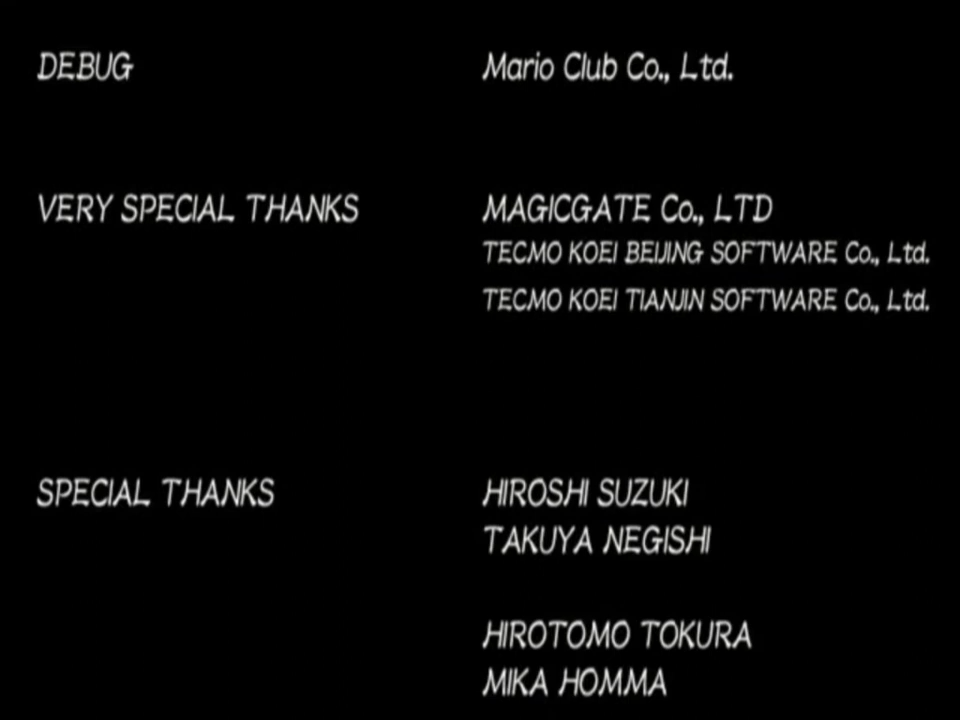 DEBUG Mario Club Co., Ltd.
VERY SPECIAL THANKS MAGICGATE Co., LTD
TECMO KOEI BEIJING SOFTWARE Co., Ltd.
TECMO KOEI TIANJIN SOFTWARE Co., Ltd.
SPECIAL THANKS HIROSHI SUZUKI
TAKUYA NEGISHI
HIROTOMO TOKURA
MIKA HOMMA